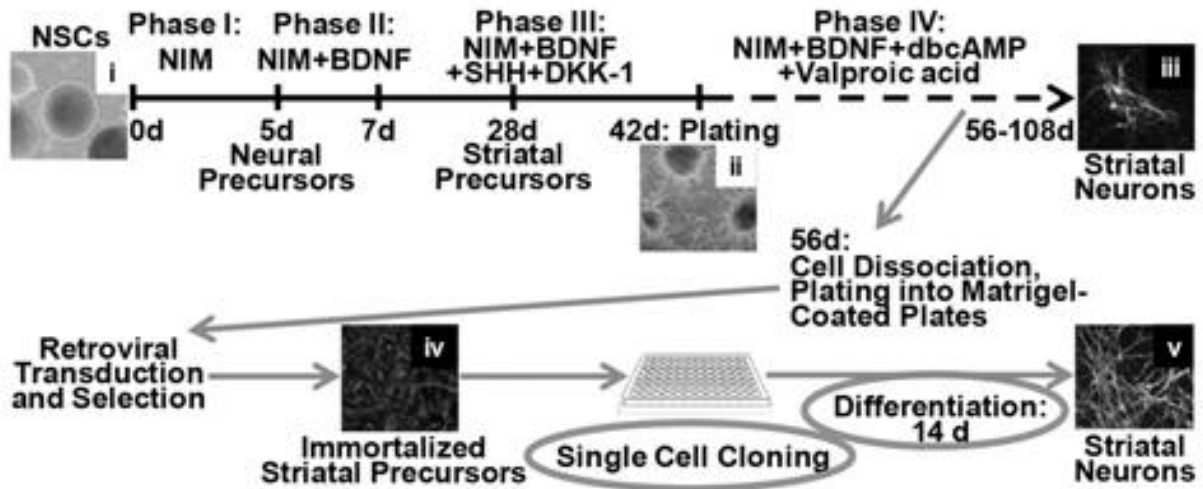 NSCs
i
Phase I:
NIM
Phase II:
NIM+BDNF
Phase III:
NIM+BDNF
+SHH+DKK-1
Phase IV:
NIM+BDNF+dbcAMP
+Valproic acid
iii
0d
5d
7d
28d
42d: Plating
56-108d
Neural
Precursors
Striatal
Precursors
ii
Striatal
Neurons
56d:
Cell Dissociation,
Plating into Matrigel-
Coated Plates
Retroviral
Transduction
and Selection
iv
Immortalized
Striatal Precursors
Single Cell Cloning
Differentiation:
14 d
v
Striatal
Neurons